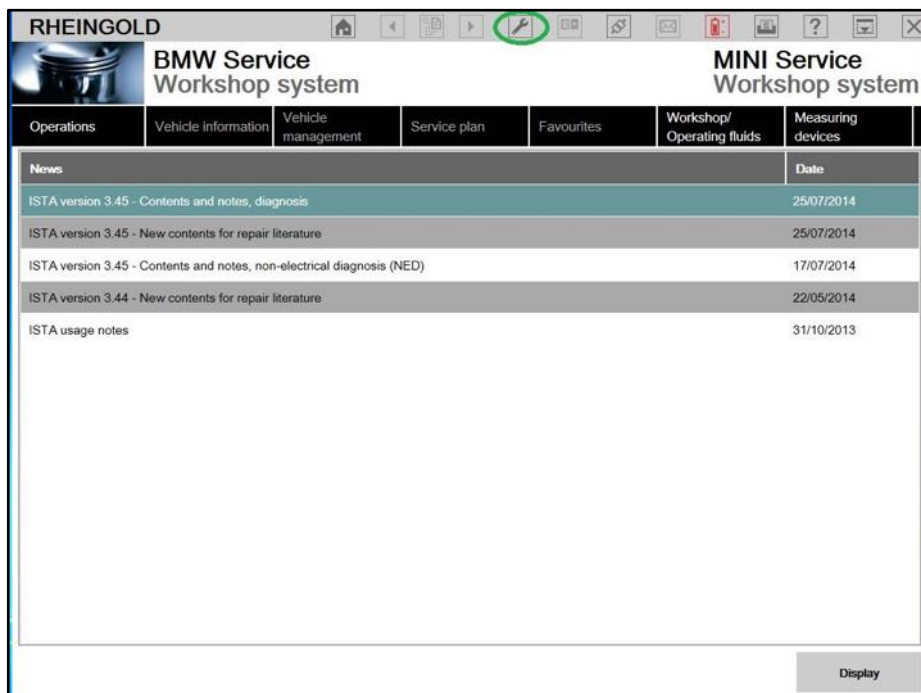 RHEINGOLD
?
BMW Service
Workshop system
MINI Service
Workshop system
Operations
Vehicle information
Vehicle
management
Service plan
Favourites
Workshop/
Operating fluids
Measuring
devices
News Date
ISTA version 3.45 - Contents and notes, diagnosis 25/07/2014
ISTA version 3.45 - New contents for repair literature 25/07/2014
ISTA version 3.45 - Contents and notes, non-electrical diagnosis (NED) 17/07/2014
ISTA version 3.44 - New contents for repair literature 22/05/2014
ISTA usage notes 31/10/2013
Display